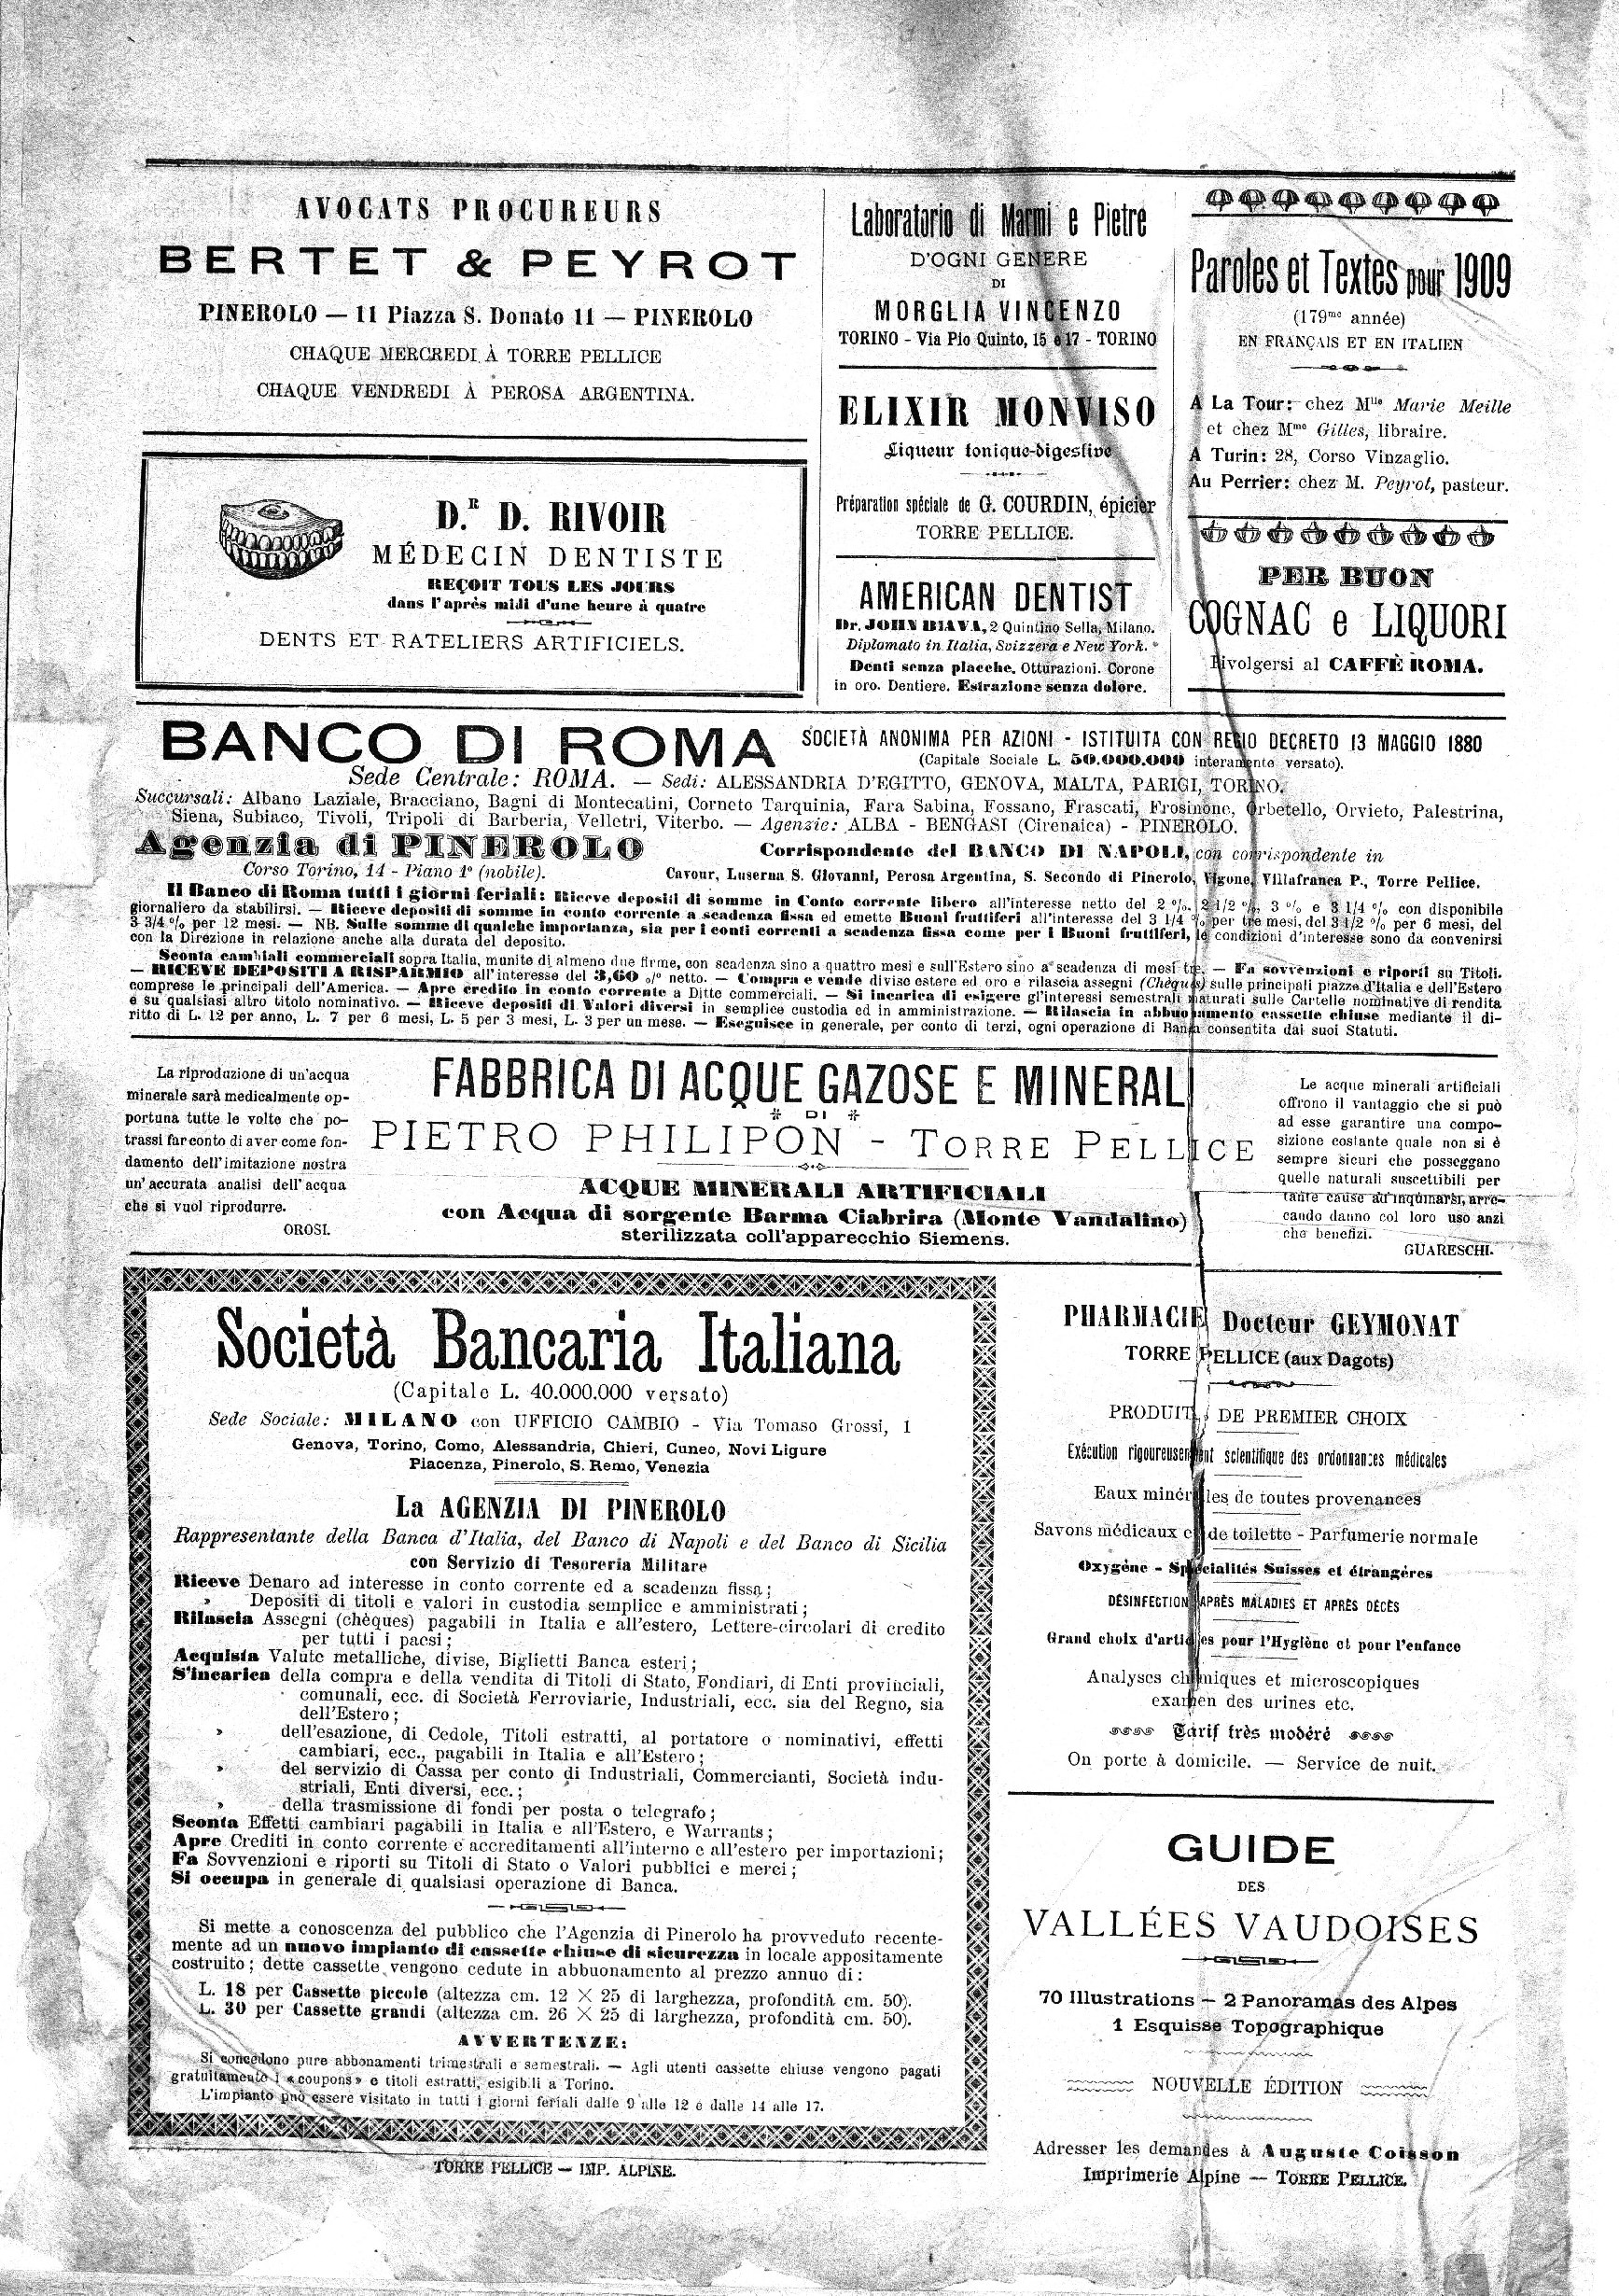 AVOCATS PROCUREURS
BERTET & PEYROT
PINEROLO — 11 Piazza S. Donato 11 — PINEROLO
CHAQUE MERCREDI À TORRE PELLICE
CHAQUE VENDREDI À PEROSA ARGENTINA.
D.r D. RIVOIR
MÉDECIN DENTISTE
REÇOIT TOUS LES JOURS
dans l'après midi d'une heure à quatre
DENTS ET RATELIERS ARTIFICIELS.
Laboratorio di Marmi e Pietre
D'OGNI GENERE
DI
MORGLIA VINCENZO
TORINO - Via Pio Quinto, 15 e 17 - TORINO
ELIXIR MONVISO
Liqueur tonique-digestive
Préparation spéciale de G. COURDIN, épicier
TORRE PELLICE.
AMERICAN DENTIST
Dr. JOHN BIAVA, 2 Quintino Sella, Milano.
Diplomato in Italia, Svizzera e New York.
Denti senza placche. Otturazioni. Corone
in oro. Dentiere. Estrazione senza dolore.
Paroles et Textes pour 1909
(179me année)
EN FRANÇAIS ET EN ITALIEN
A La Tour: chez Mlle Marie Meille
et chez Mme Gilles, libraire.
A Turin: 28, Corso Vinzaglio.
Au Perrier: chez M. Peyrot, pasteur.
PER BUON
COGNAC e LIQUORI
Rivolgersi al CAFFÈ ROMA.
BANCO DI ROMA SOCIETÀ ANONIMA PER AZIONI - ISTITUITA CON REGIO DECRETO 13 MAGGIO 1880
(Capitale Sociale L. 50.000.000 interamente versato).
Sede Centrale: ROMA. — Sedi: ALESSANDRIA D'EGITTO, GENOVA, MALTA, PARIGI, TORINO.
Succursali: Albano Laziale, Bracciano, Bagni di Montecatini, Corneto Tarquinia, Fara Sabina, Fossano, Frascati, Frosinone, Orbetello, Orvieto, Palestrina,
Siena, Subiaco, Tivoli, Tripoli di Barberia, Velletri, Viterbo. — Agenzie: ALBA - BENGASI (Cirenaica) - PINEROLO.
Agenzia di PINEROLO Corrispondente del BANCO DI NAPOLI, con corrispondente in
Corso Torino, 14 - Piano 1° (nobile). Cavour, Luserna S. Giovanni, Perosa Argentina, S. Secondo di Pinerolo, Vigone, Villafranca P., Torre Pellice.
Il Banco di Roma tutti i giorni feriali: Riceve depositi di somme in Conto corrente libero all'interesse netto del 2 %, 2 1/2 %, 3 % e 3 1/4 % con disponibile
giornaliero da stabilirsi. — Riceve depositi di somme in conto corrente a scadenza fissa ed emette Buoni fruttiferi all'interesse del 3 1/4 % per tre mesi, del 3 1/2 % per 6 mesi, del
3 3/4 % per 12 mesi. — NB. Sulle somme di qualche importanza, sia per i conti correnti a scadenza fissa come per i Buoni fruttiferi, le condizioni d'interesse sono da convenirsi
con la Direzione in relazione anche alla durata del deposito.
Sconta cambiali commerciali sopra Italia, munite di almeno due firme, con scadenza sino a quattro mesi e sull'Estero sino a scadenza di mesi tre. — Fa sovvenzioni e riporti su Titoli.
— RICEVE DEPOSITI A RISPARMIO all'interesse del 3,60 % netto. — Compra e vende divise estere ed oro e rilascia assegni (Chèques) sulle principali piazze d'Italia e dell'Estero
comprese le principali dell'America. — Apre credito in conto corrente a Ditte commerciali. — Si incarica di esigere gl'interessi semestrali maturati sulle Cartelle nominative di rendita
e su qualsiasi altro titolo nominativo. — Riceve depositi di Valori diversi in semplice custodia ed in amministrazione. — Rilascia in abbuonamento cassette chiuse mediante il di-
ritto di L. 12 per anno, L. 7 per 6 mesi, L. 5 per 3 mesi, L. 3 per un mese. — Eseguisce in generale, per conto di terzi, ogni operazione di Banca consentita dai suoi Statuti.
La riproduzione di un'acqua
minerale sarà medicalmente op-
portuna tutte le volte che po-
trassi far conto di aver come fon-
damento dell'imitazione nostra
un'accurata analisi dell'acqua
che si vuol riprodurre.
OROSI.
FABBRICA DI ACQUE GAZOSE E MINERALI
DI
PIETRO PHILIPON - TORRE PELLICE
ACQUE MINERALI ARTIFICIALI
con Acqua di sorgente Barma Ciabrira (Monte Vandalino)
sterilizzata coll'apparecchio Siemens.
Le acque minerali artificiali
offrono il vantaggio che si può
ad esse garantire una compo-
sizione costante quale non si è
sempre sicuri che posseggano
quelle naturali suscettibili per
tante cause ad inquinarsi, arre-
cando danno col loro uso anzi
che benefizi.
GUARESCHI.
Società Bancaria Italiana
(Capitale L. 40.000.000 versato)
Sede Sociale: MILANO con UFFICIO CAMBIO - Via Tomaso Grossi, 1
Genova, Torino, Como, Alessandria, Chieri, Cuneo, Novi Ligure
Piacenza, Pinerolo, S. Remo, Venezia
La AGENZIA DI PINEROLO
Rappresentante della Banca d'Italia, del Banco di Napoli e del Banco di Sicilia
con Servizio di Tesoreria Militare
Riceve Denaro ad interesse in conto corrente ed a scadenza fissa;
» Depositi di titoli e valori in custodia semplice e amministrati;
Rilascia Assegni (chèques) pagabili in Italia e all'estero, Lettere-circolari di credito
per tutti i paesi;
Acquista Valute metalliche, divise, Biglietti Banca esteri;
S'incarica della compra e della vendita di Titoli di Stato, Fondiari, di Enti provinciali,
comunali, ecc. di Società Ferroviarie, Industriali, ecc. sia del Regno, sia
dell'Estero;
» dell'esazione, di Cedole, Titoli estratti, al portatore o nominativi, effetti
cambiari, ecc., pagabili in Italia e all'Estero;
» del servizio di Cassa per conto di Industriali, Commercianti, Società indu-
striali, Enti diversi, ecc.;
» della trasmissione di fondi per posta o telegrafo;
Sconta Effetti cambiari pagabili in Italia e all'Estero, e Warrants;
Apre Crediti in conto corrente e accreditamenti all'interno e all'estero per importazioni;
Fa Sovvenzioni e riporti su Titoli di Stato o Valori pubblici e merci;
Si occupa in generale di qualsiasi operazione di Banca.
Si mette a conoscenza del pubblico che l'Agenzia di Pinerolo ha provveduto recente-
mente ad un nuovo impianto di cassette chiuse di sicurezza in locale appositamente
costruito; dette cassette vengono cedute in abbuonamento al prezzo annuo di:
L. 18 per Cassette piccole (altezza cm. 12 × 25 di larghezza, profondità cm. 50).
L. 30 per Cassette grandi (altezza cm. 26 × 25 di larghezza, profondità cm. 50).
AVVERTENZE:
Si concedono pure abbonamenti trimestrali e semestrali. — Agli utenti cassette chiuse vengono pagati
gratuitamente i «coupons» e titoli estratti, esigibili a Torino.
L'impianto può essere visitato in tutti i giorni feriali dalle 9 alle 12 e dalle 14 alle 17.
TORRE PELLICE — IMP. ALPINE.
PHARMACIE Docteur GEYMONAT
TORRE PELLICE (aux Dagots)
PRODUITS DE PREMIER CHOIX
Exécution rigoureusement scientifique des ordonnances médicales
Eaux minérales de toutes provenances
Savons médicaux et de toilette - Parfumerie normale
Oxygène - Spécialités Suisses et étrangères
DÉSINFECTION APRÈS MALADIES ET APRÈS DÉCÈS
Grand choix d'articles pour l'Hygiène et pour l'enfance
Analyses chimiques et microscopiques
examen des urines etc.
Tarif très modéré
On porte à domicile. — Service de nuit.
GUIDE
DES
VALLÉES VAUDOISES
70 Illustrations — 2 Panoramas des Alpes
1 Esquisse Topographique
NOUVELLE ÉDITION
Adresser les demandes à Auguste Coïsson
Imprimerie Alpine — TORRE PELLICE.